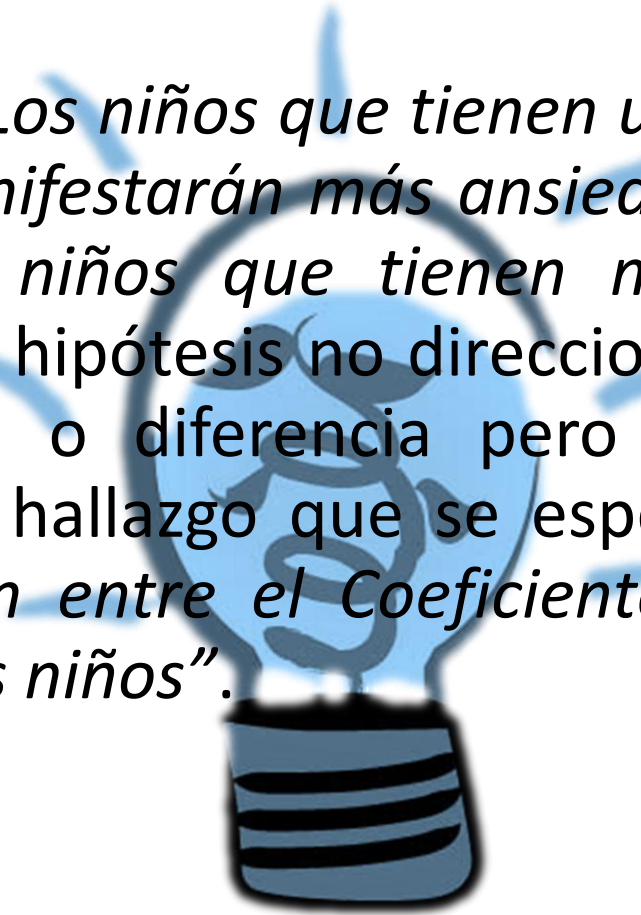 Los niños que tienen
nifestarán más ansied
niños que tienen
hipótesis no direccio
o diferencia pero
hallazgo que se esp
n entre el Coeficient
s niños”.